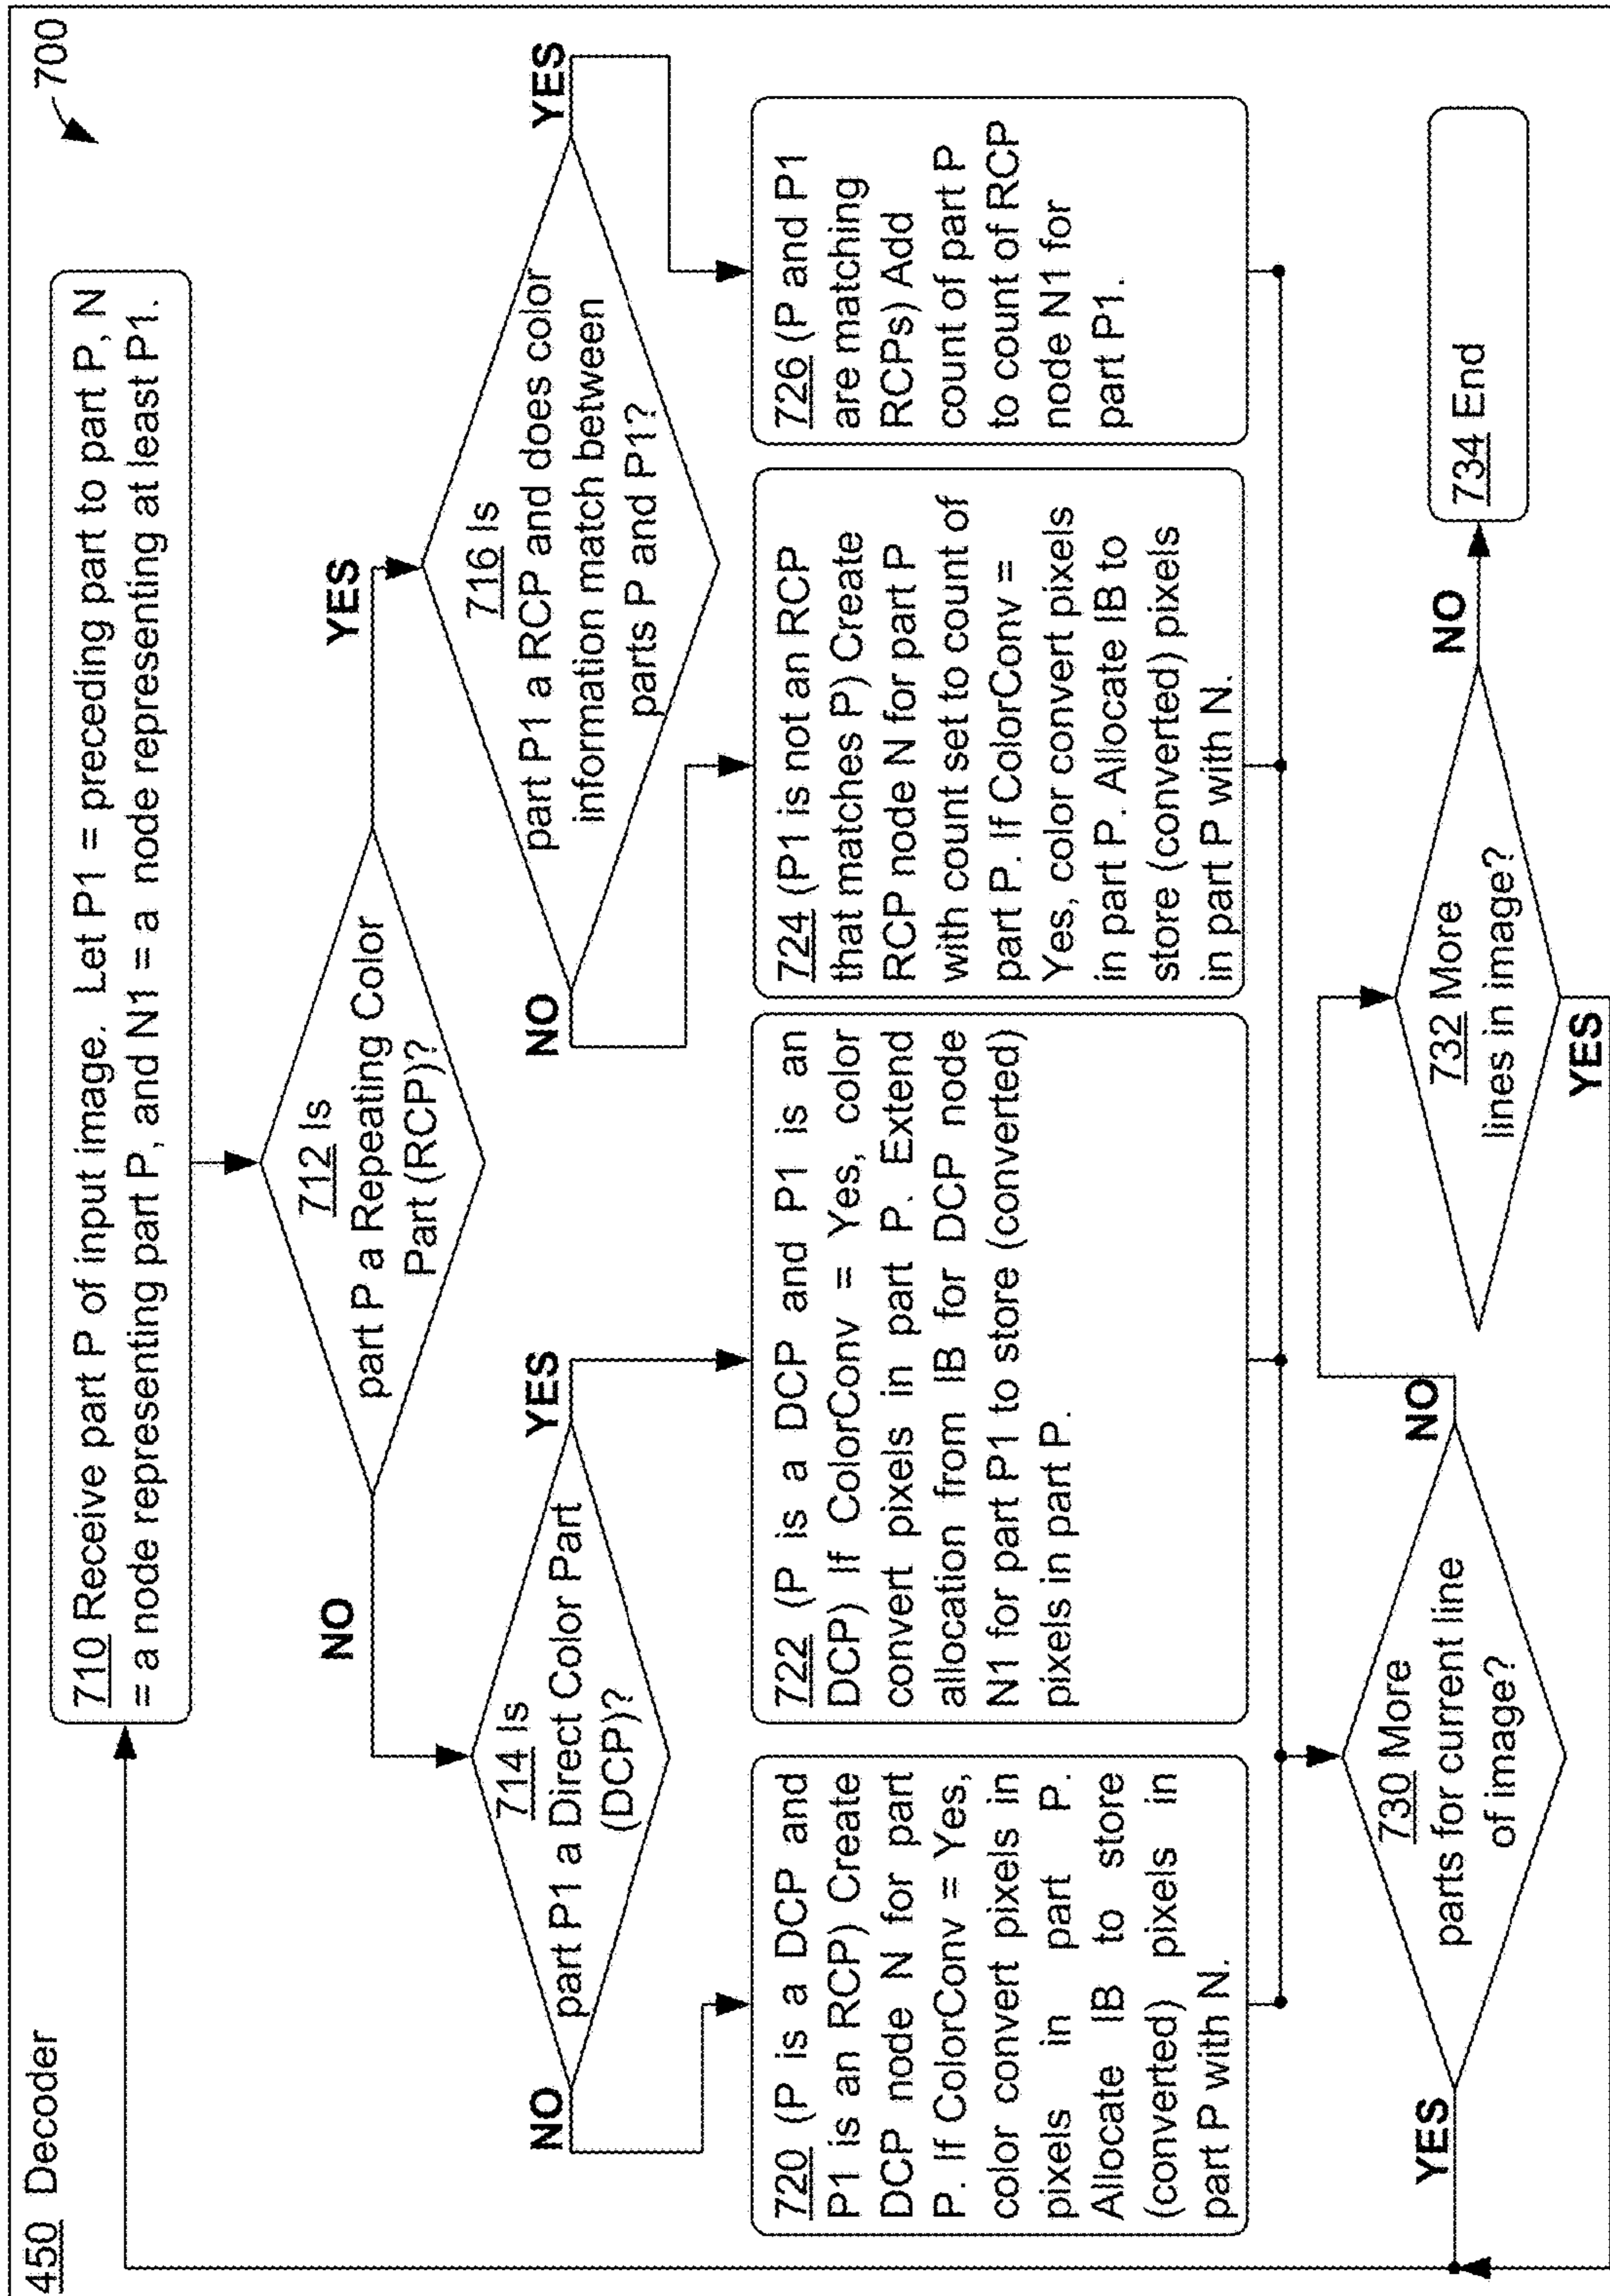 450 Decoder
700
710 Receive part P of input image. Let P1 = preceding part to part P, N
= a node representing part P, and N1 = a node representing at least P1.
712 Is
part P a Repeating Color
Part (RCP)?
NO
YES
714 Is
part P1 a Direct Color Part
(DCP)?
NO
YES
716 Is
part P1 a RCP and does color
information match between
parts P and P1?
NO
YES
720 (P is a DCP and
P1 is an RCP) Create
DCP node N for part
P. If ColorConv = Yes,
color convert pixels in
pixels in part P.
Allocate IB to store
(converted) pixels in
part P with N.
722 (P is a DCP and P1 is an
DCP) If ColorConv = Yes, color
convert pixels in part P. Extend
allocation from IB for DCP node
N1 for part P1 to store (converted)
pixels in part P.
724 (P1 is not an RCP
that matches P) Create
RCP node N for part P
with count set to count of
part P. If ColorConv =
Yes, color convert pixels
in part P. Allocate IB to
store (converted) pixels
in part P with N.
726 (P and P1
are matching
RCPs) Add
count of part P
to count of RCP
node N1 for
part P1.
730 More
parts for current line
of image?
YES
NO
732 More
lines in image?
YES
NO
734 End